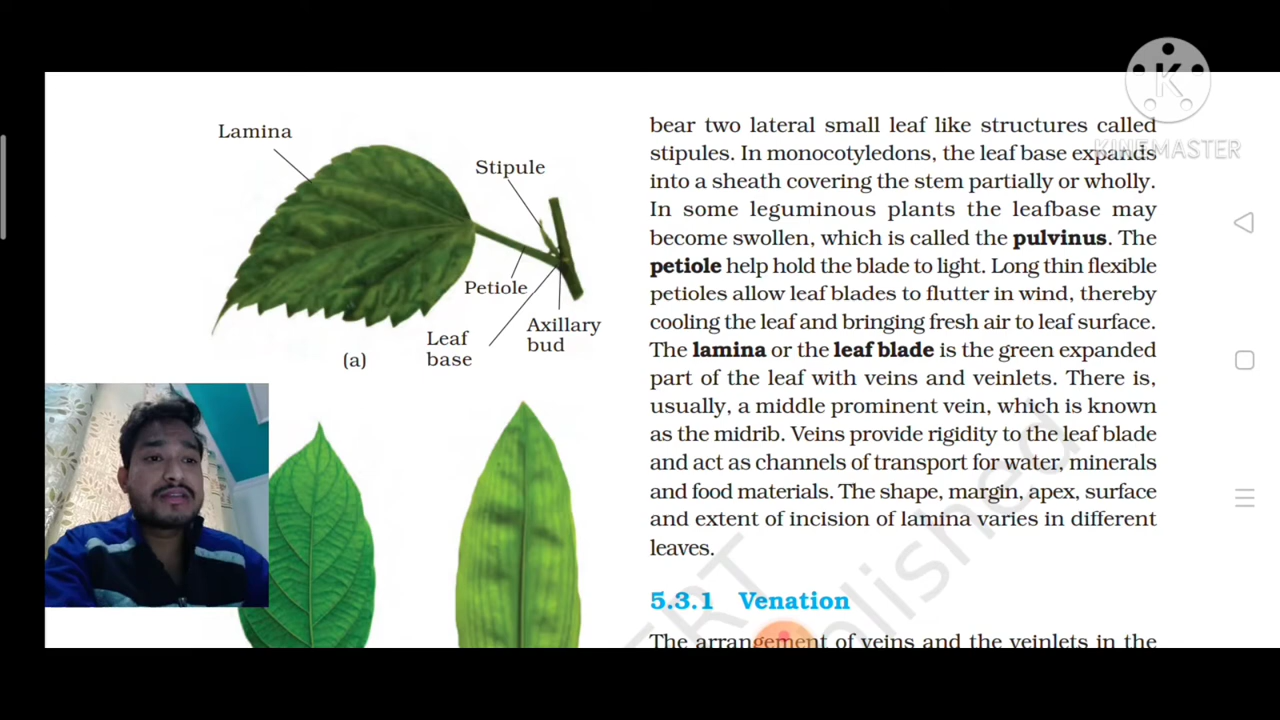 Lamina
Stipule
Petiole
Leaf
base
Axillary
bud
(a)
bear two lateral small leaf like structures called
stipules. In monocotyledons, the leaf base expands
into a sheath covering the stem partially or wholly.
In some leguminous plants the leafbase may
become swollen, which is called the pulvinus. The
petiole help hold the blade to light. Long thin flexible
petioles allow leaf blades to flutter in wind, thereby
cooling the leaf and bringing fresh air to leaf surface.
The lamina or the leaf blade is the green expanded
part of the leaf with veins and veinlets. There is,
usually, a middle prominent vein, which is known
as the midrib. Veins provide rigidity to the leaf blade
and act as channels of transport for water, minerals
and food materials. The shape, margin, apex, surface
and extent of incision of lamina varies in different
leaves.
5.3.1 Venation
The arrangement of veins and the veinlets in the
K
KINEMASTER